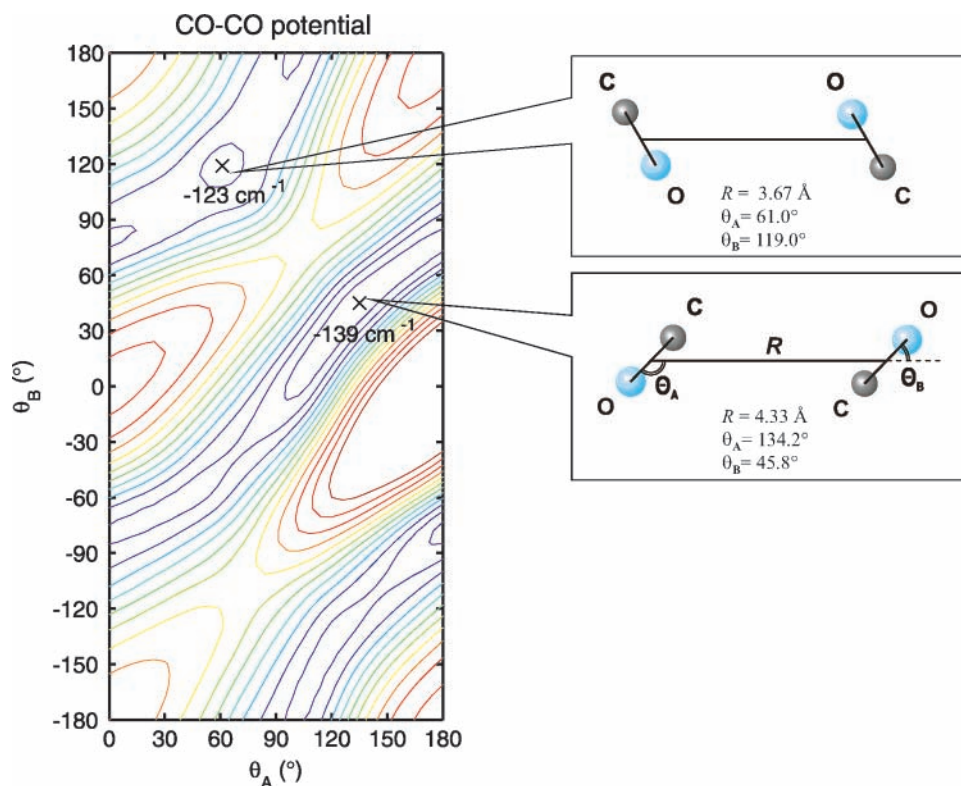 CO-CO potential
180
150
120
90
60
30
0
-30
-60
-90
-120
-150
-180
θB (°)
0 30 60 90 120 150 180
θA (°)
-123 cm-1
-139 cm-1
C O
O C
R = 3.67 Å
θA= 61.0°
θB= 119.0°
C O
R
O ΘA C ΘB
R = 4.33 Å
θA= 134.2°
θB= 45.8°